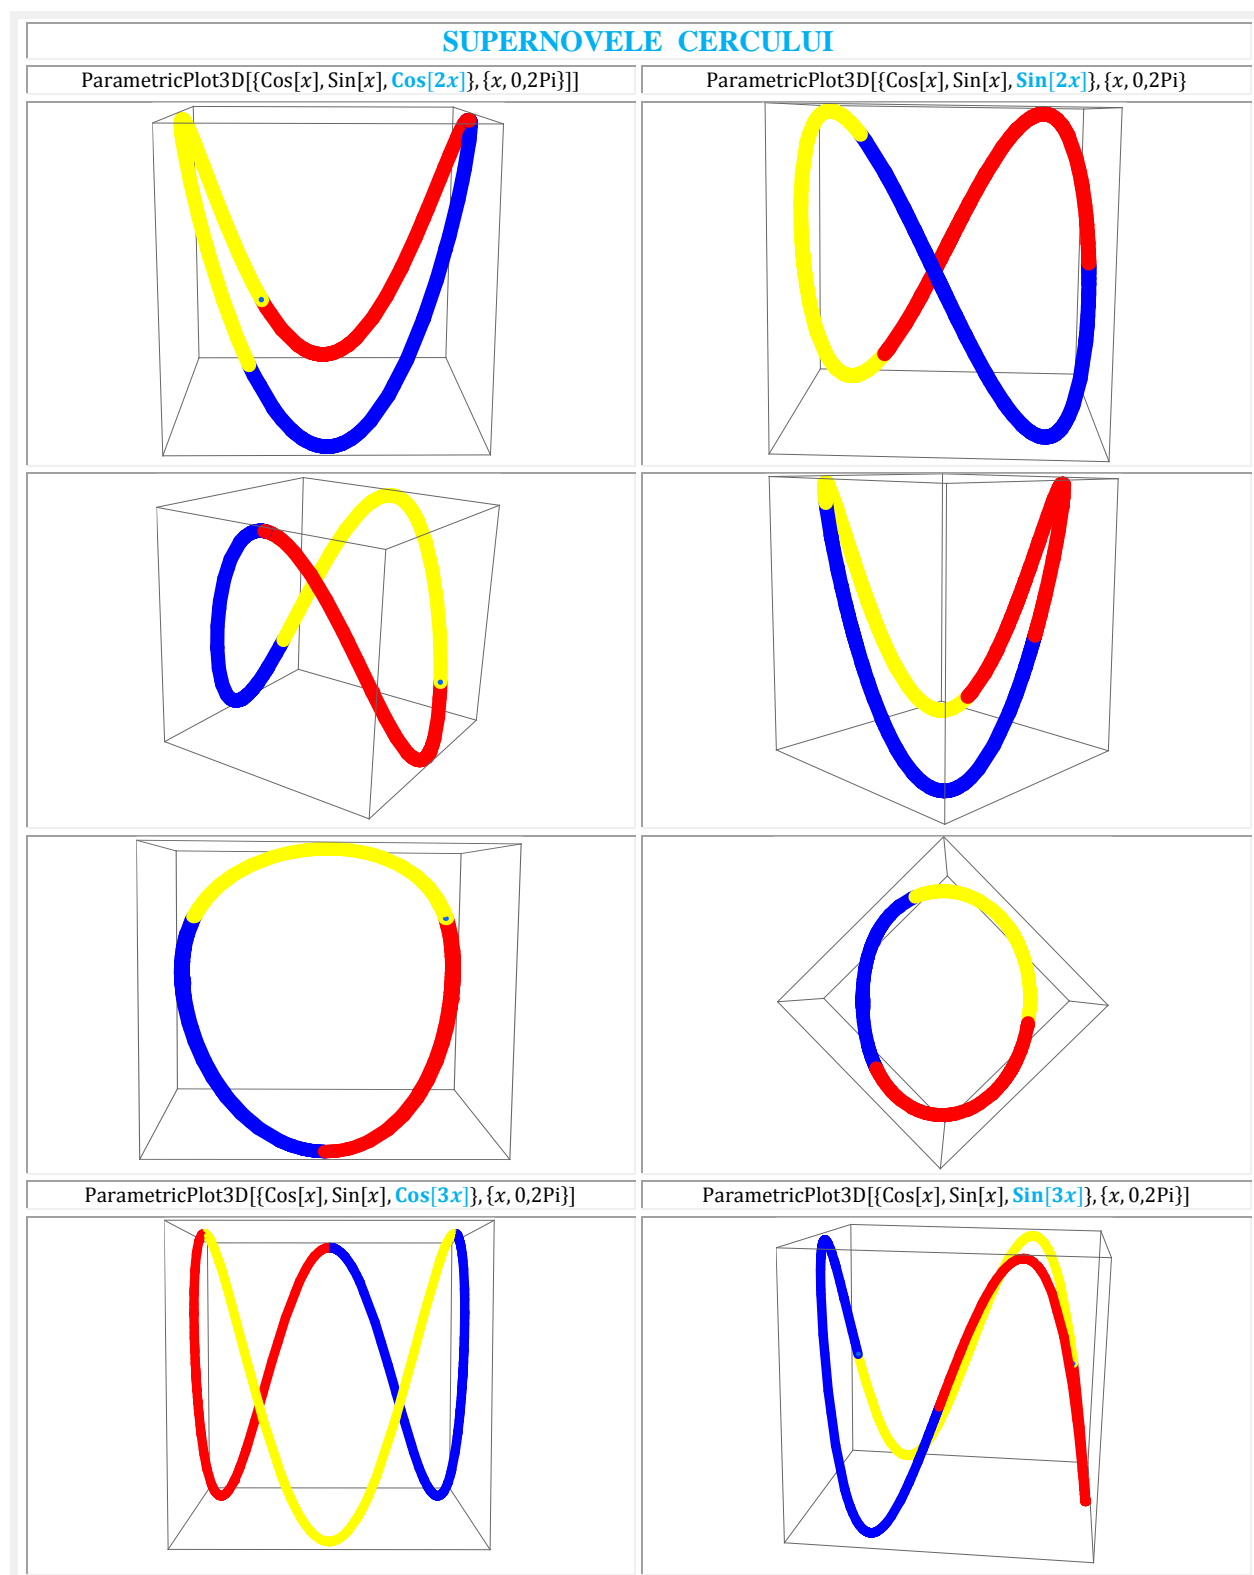 SUPERNOVELE CERCULUI
ParametricPlot3D[{Cos[x], Sin[x], Cos[2x]}, {x, 0,2Pi}]]
ParametricPlot3D[{Cos[x], Sin[x], Sin[2x]}, {x, 0,2Pi}
ParametricPlot3D[{Cos[x], Sin[x], Cos[3x]}, {x, 0,2Pi}]
ParametricPlot3D[{Cos[x], Sin[x], Sin[3x]}, {x, 0,2Pi}]